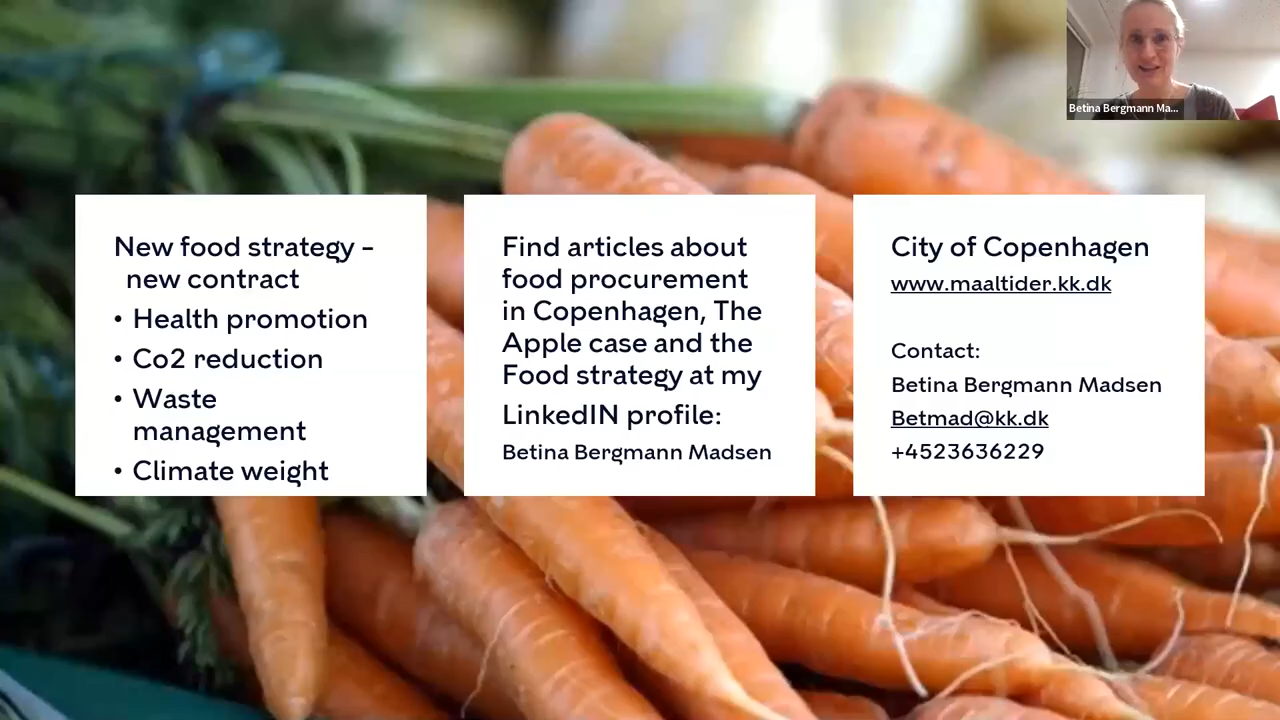 Betina Bergmann Ma...
New food strategy –
new contract
• Health promotion
• Co2 reduction
• Waste
management
• Climate weight
Find articles about
food procurement
in Copenhagen, The
Apple case and the
Food strategy at my
LinkedIN profile:
Betina Bergmann Madsen
City of Copenhagen
www.maaltider.kk.dk
Contact:
Betina Bergmann Madsen
Betmad@kk.dk
+4523636229